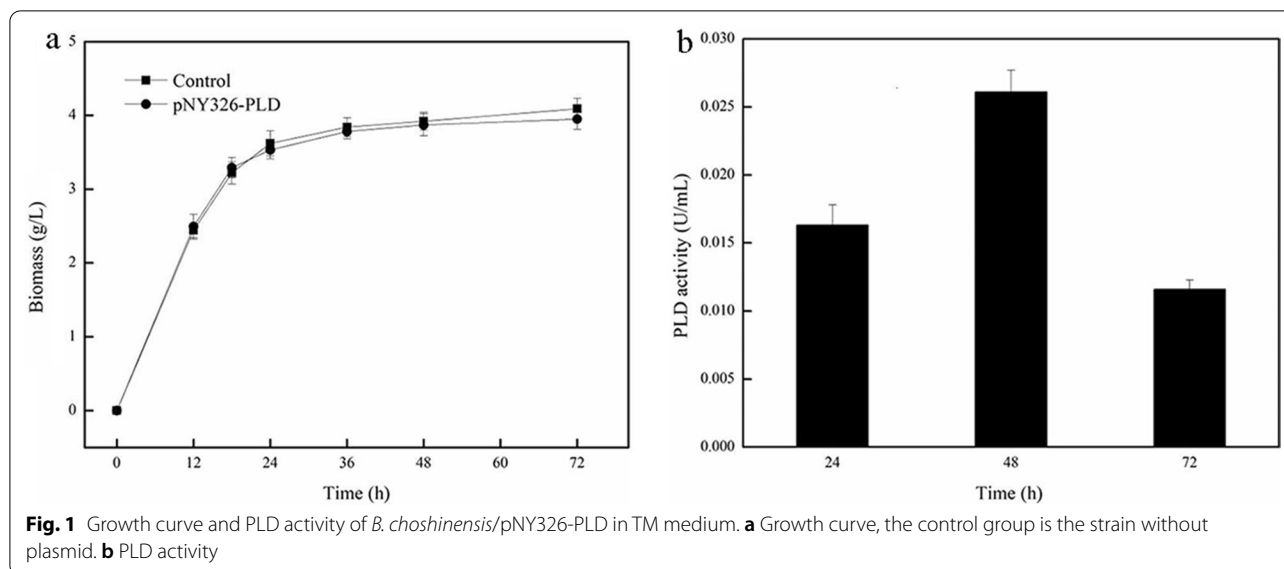 a
5
4
3
2
1
0
Biomass (g/L)
Control
pNY326-PLD
0 12 24 36 48 60 72
Time (h)
b
0.030
0.025
0.020
0.015
0.010
0.005
0.000
PLD activity (U/mL)
24 48 72
Time (h)
Fig. 1 Growth curve and PLD activity of B. choshinensis/pNY326-PLD in TM medium. a Growth curve, the control group is the strain without
plasmid. b PLD activity